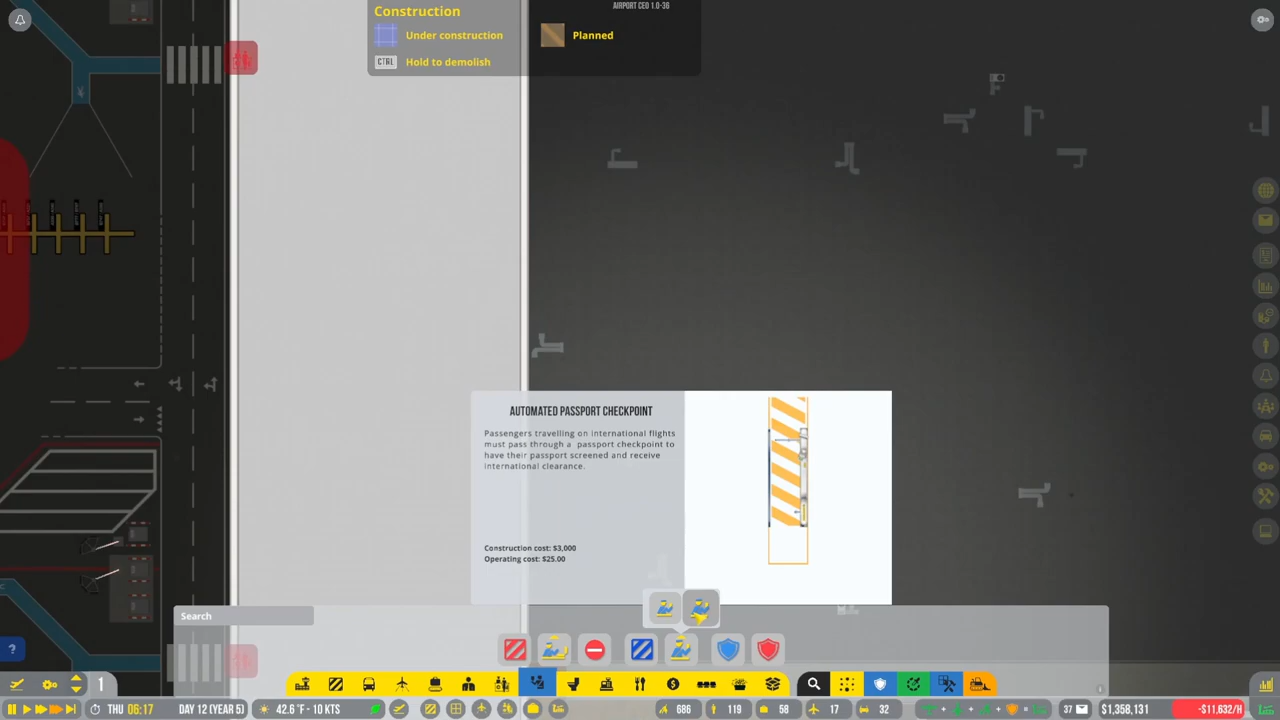 AIRPORT CEO 1.0-36
Construction
Under construction
Planned
CTRL Hold to demolish
AUTOMATED PASSPORT CHECKPOINT
Passengers travelling on international flights
must pass through a passport checkpoint to
have their passport screened and receive
international clearance.
Construction cost: $3,000
Operating cost: $25.00
Search
?
1
THU 06:17 DAY 12 (YEAR 5) 42.6 °F - 10 KTS 686 119 58 17 32 37 $1,358,131 -$11,632/H